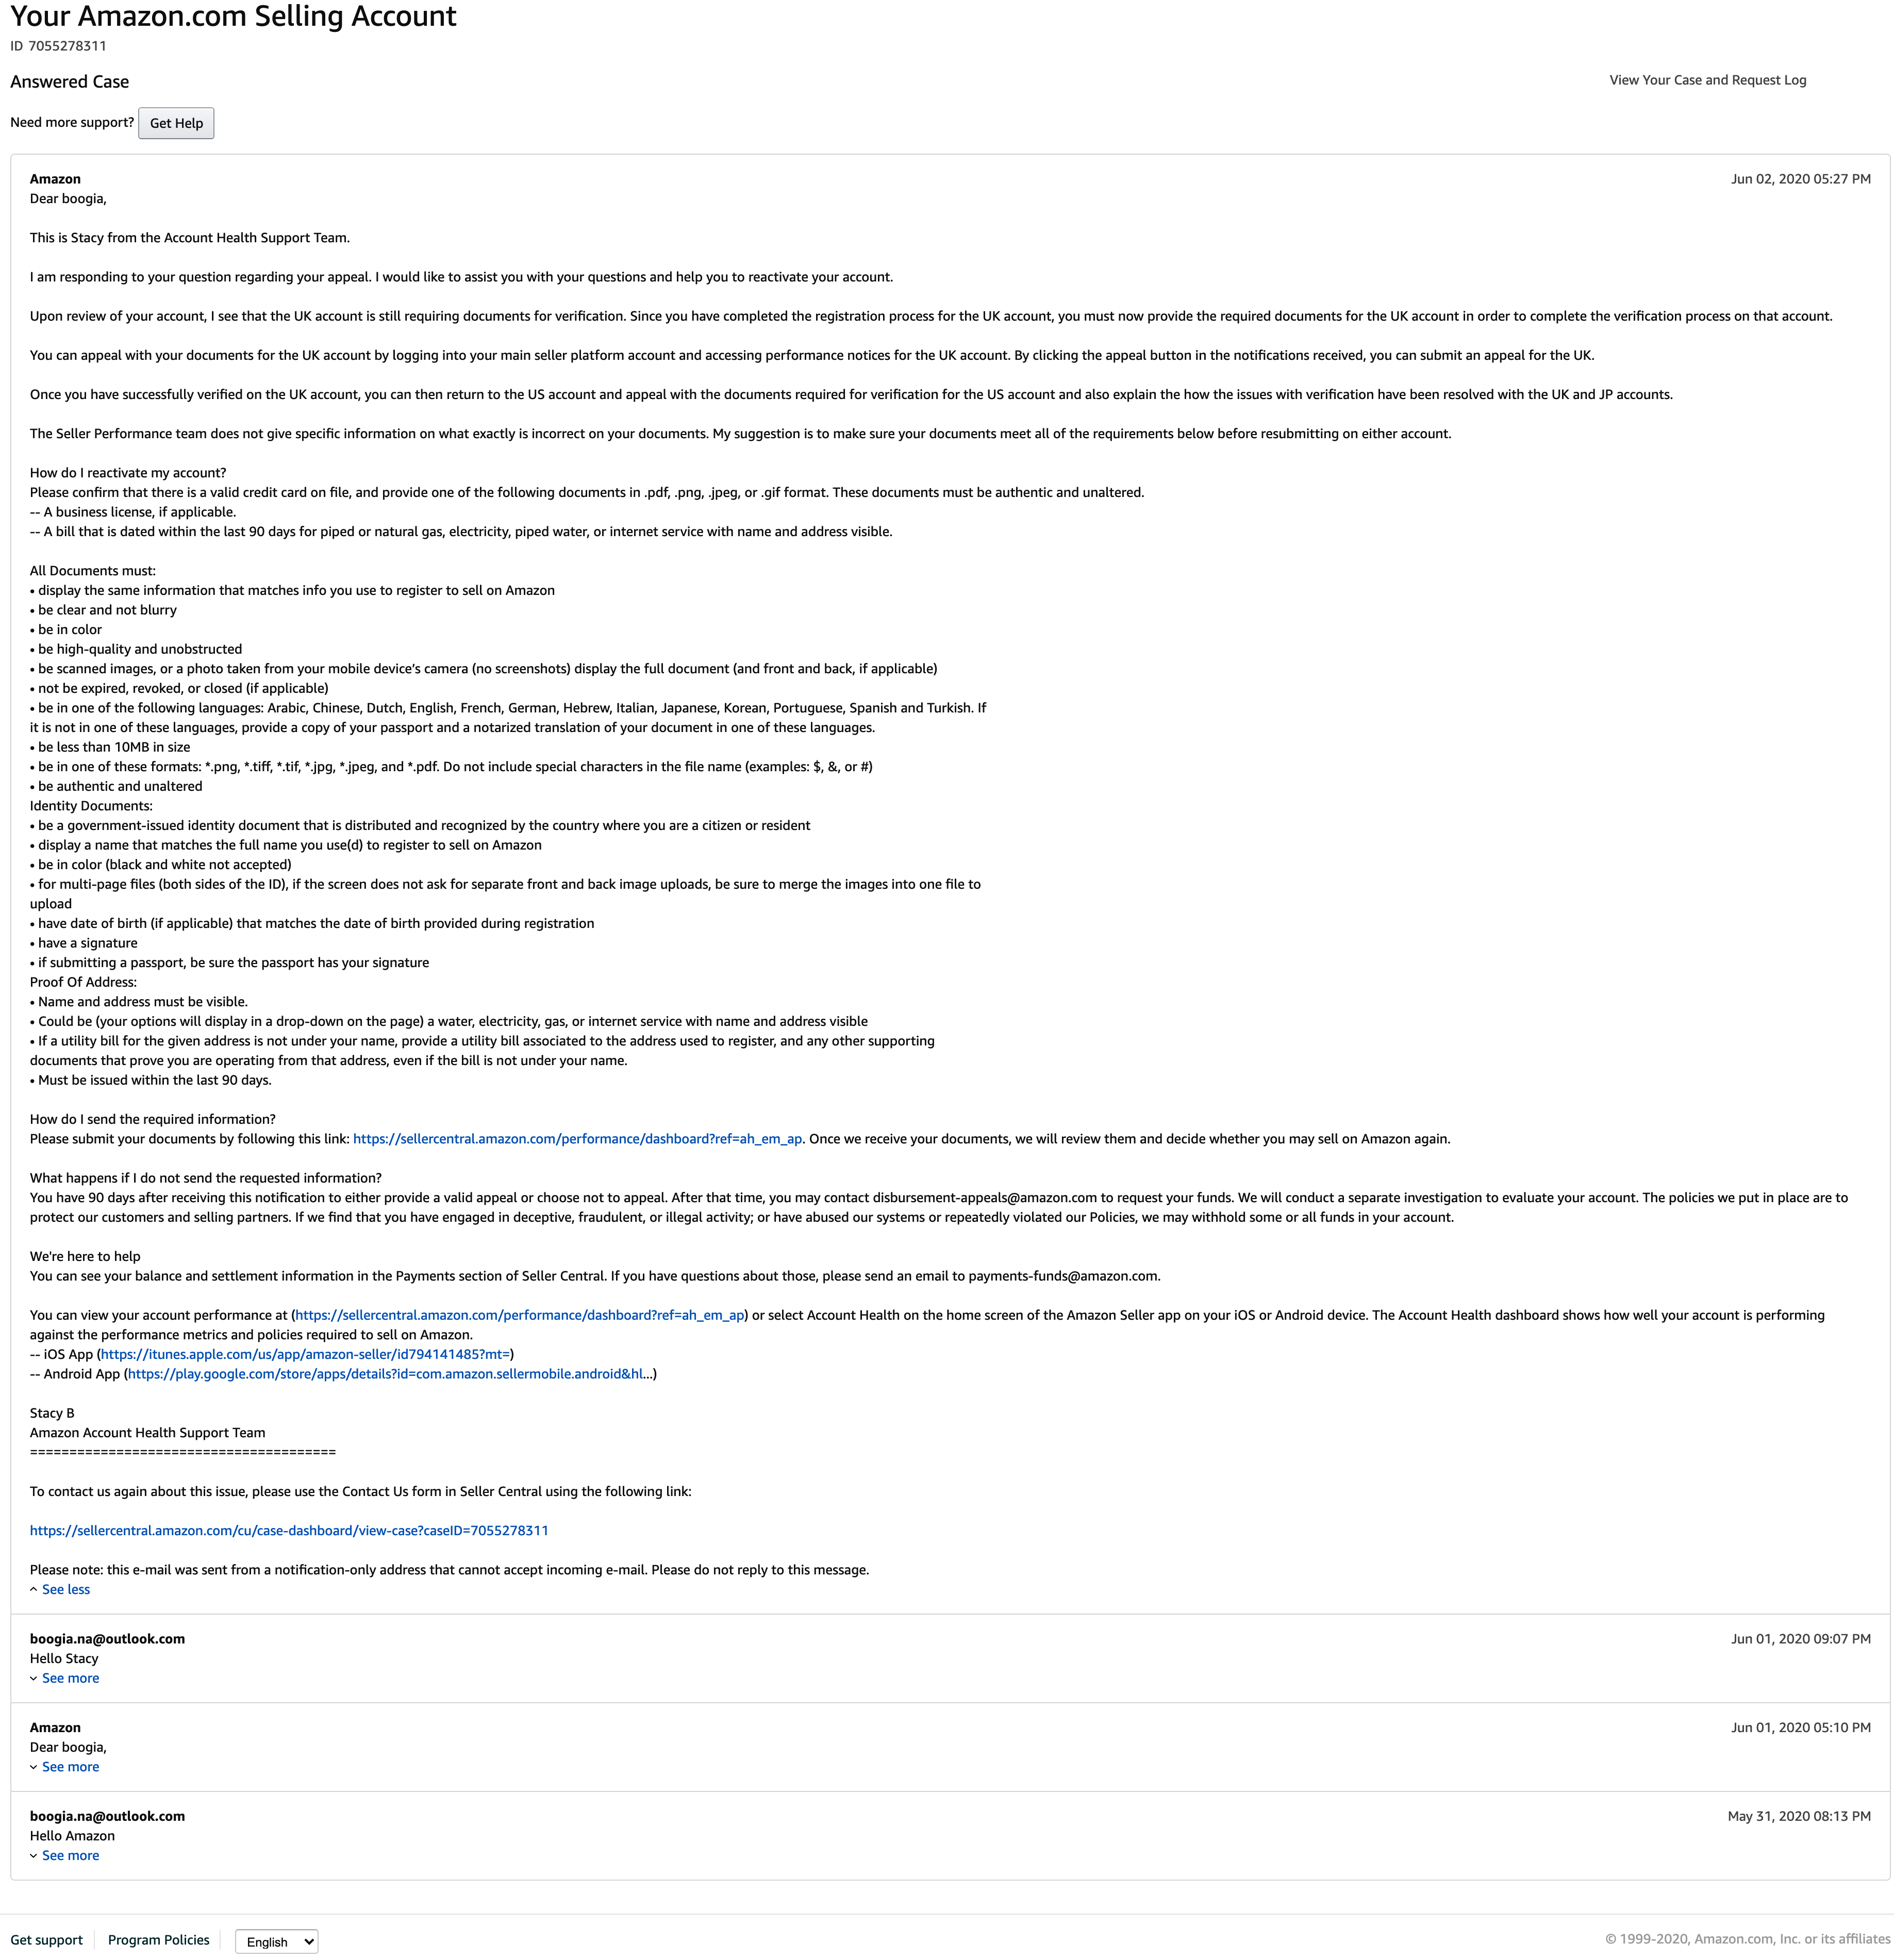 Your Amazon.com Selling Account
ID 7055278311
Answered Case
View Your Case and Request Log
Need more support? Get Help
Amazon
Jun 02, 2020 05:27 PM
Dear boogia,
This is Stacy from the Account Health Support Team.
I am responding to your question regarding your appeal. I would like to assist you with your questions and help you to reactivate your account.
Upon review of your account, I see that the UK account is still requiring documents for verification. Since you have completed the registration process for the UK account, you must now provide the required documents for the UK account in order to complete the verification process on that account.
You can appeal with your documents for the UK account by logging into your main seller platform account and accessing performance notices for the UK account. By clicking the appeal button in the notifications received, you can submit an appeal for the UK.
Once you have successfully verified on the UK account, you can then return to the US account and appeal with the documents required for verification for the US account and also explain the how the issues with verification have been resolved with the UK and JP accounts.
The Seller Performance team does not give specific information on what exactly is incorrect on your documents. My suggestion is to make sure your documents meet all of the requirements below before resubmitting on either account.
How do I reactivate my account?
Please confirm that there is a valid credit card on file, and provide one of the following documents in .pdf, .png, .jpeg, or .gif format. These documents must be authentic and unaltered.
-- A business license, if applicable.
-- A bill that is dated within the last 90 days for piped or natural gas, electricity, piped water, or internet service with name and address visible.
All Documents must:
• display the same information that matches info you use to register to sell on Amazon
• be clear and not blurry
• be in color
• be high-quality and unobstructed
• be scanned images, or a photo taken from your mobile device’s camera (no screenshots) display the full document (and front and back, if applicable)
• not be expired, revoked, or closed (if applicable)
• be in one of the following languages: Arabic, Chinese, Dutch, English, French, German, Hebrew, Italian, Japanese, Korean, Portuguese, Spanish and Turkish. If
it is not in one of these languages, provide a copy of your passport and a notarized translation of your document in one of these languages.
• be less than 10MB in size
• be in one of these formats: *.png, *.tiff, *.tif, *.jpg, *.jpeg, and *.pdf. Do not include special characters in the file name (examples: $, &, or #)
• be authentic and unaltered
Identity Documents:
• be a government-issued identity document that is distributed and recognized by the country where you are a citizen or resident
• display a name that matches the full name you use(d) to register to sell on Amazon
• be in color (black and white not accepted)
• for multi-page files (both sides of the ID), if the screen does not ask for separate front and back image uploads, be sure to merge the images into one file to
upload
• have date of birth (if applicable) that matches the date of birth provided during registration
• have a signature
• if submitting a passport, be sure the passport has your signature
Proof Of Address:
• Name and address must be visible.
• Could be (your options will display in a drop-down on the page) a water, electricity, gas, or internet service with name and address visible
• If a utility bill for the given address is not under your name, provide a utility bill associated to the address used to register, and any other supporting
documents that prove you are operating from that address, even if the bill is not under your name.
• Must be issued within the last 90 days.
How do I send the required information?
Please submit your documents by following this link: https://sellercentral.amazon.com/performance/dashboard?ref=ah_em_ap. Once we receive your documents, we will review them and decide whether you may sell on Amazon again.
What happens if I do not send the requested information?
You have 90 days after receiving this notification to either provide a valid appeal or choose not to appeal. After that time, you may contact disbursement-appeals@amazon.com to request your funds. We will conduct a separate investigation to evaluate your account. The policies we put in place are to
protect our customers and selling partners. If we find that you have engaged in deceptive, fraudulent, or illegal activity; or have abused our systems or repeatedly violated our Policies, we may withhold some or all funds in your account.
We're here to help
You can see your balance and settlement information in the Payments section of Seller Central. If you have questions about those, please send an email to payments-funds@amazon.com.
You can view your account performance at (https://sellercentral.amazon.com/performance/dashboard?ref=ah_em_ap) or select Account Health on the home screen of the Amazon Seller app on your iOS or Android device. The Account Health dashboard shows how well your account is performing
against the performance metrics and policies required to sell on Amazon.
-- iOS App (https://itunes.apple.com/us/app/amazon-seller/id794141485?mt=)
-- Android App (https://play.google.com/store/apps/details?id=com.amazon.sellermobile.android&hl...)
Stacy B
Amazon Account Health Support Team
=======================================
To contact us again about this issue, please use the Contact Us form in Seller Central using the following link:
https://sellercentral.amazon.com/cu/case-dashboard/view-case?caseID=7055278311
Please note: this e-mail was sent from a notification-only address that cannot accept incoming e-mail. Please do not reply to this message.
See less
boogia.na@outlook.com
Jun 01, 2020 09:07 PM
Hello Stacy
See more
Amazon
Jun 01, 2020 05:10 PM
Dear boogia,
See more
boogia.na@outlook.com
May 31, 2020 08:13 PM
Hello Amazon
See more
Get support
Program Policies
English
© 1999-2020, Amazon.com, Inc. or its affiliates